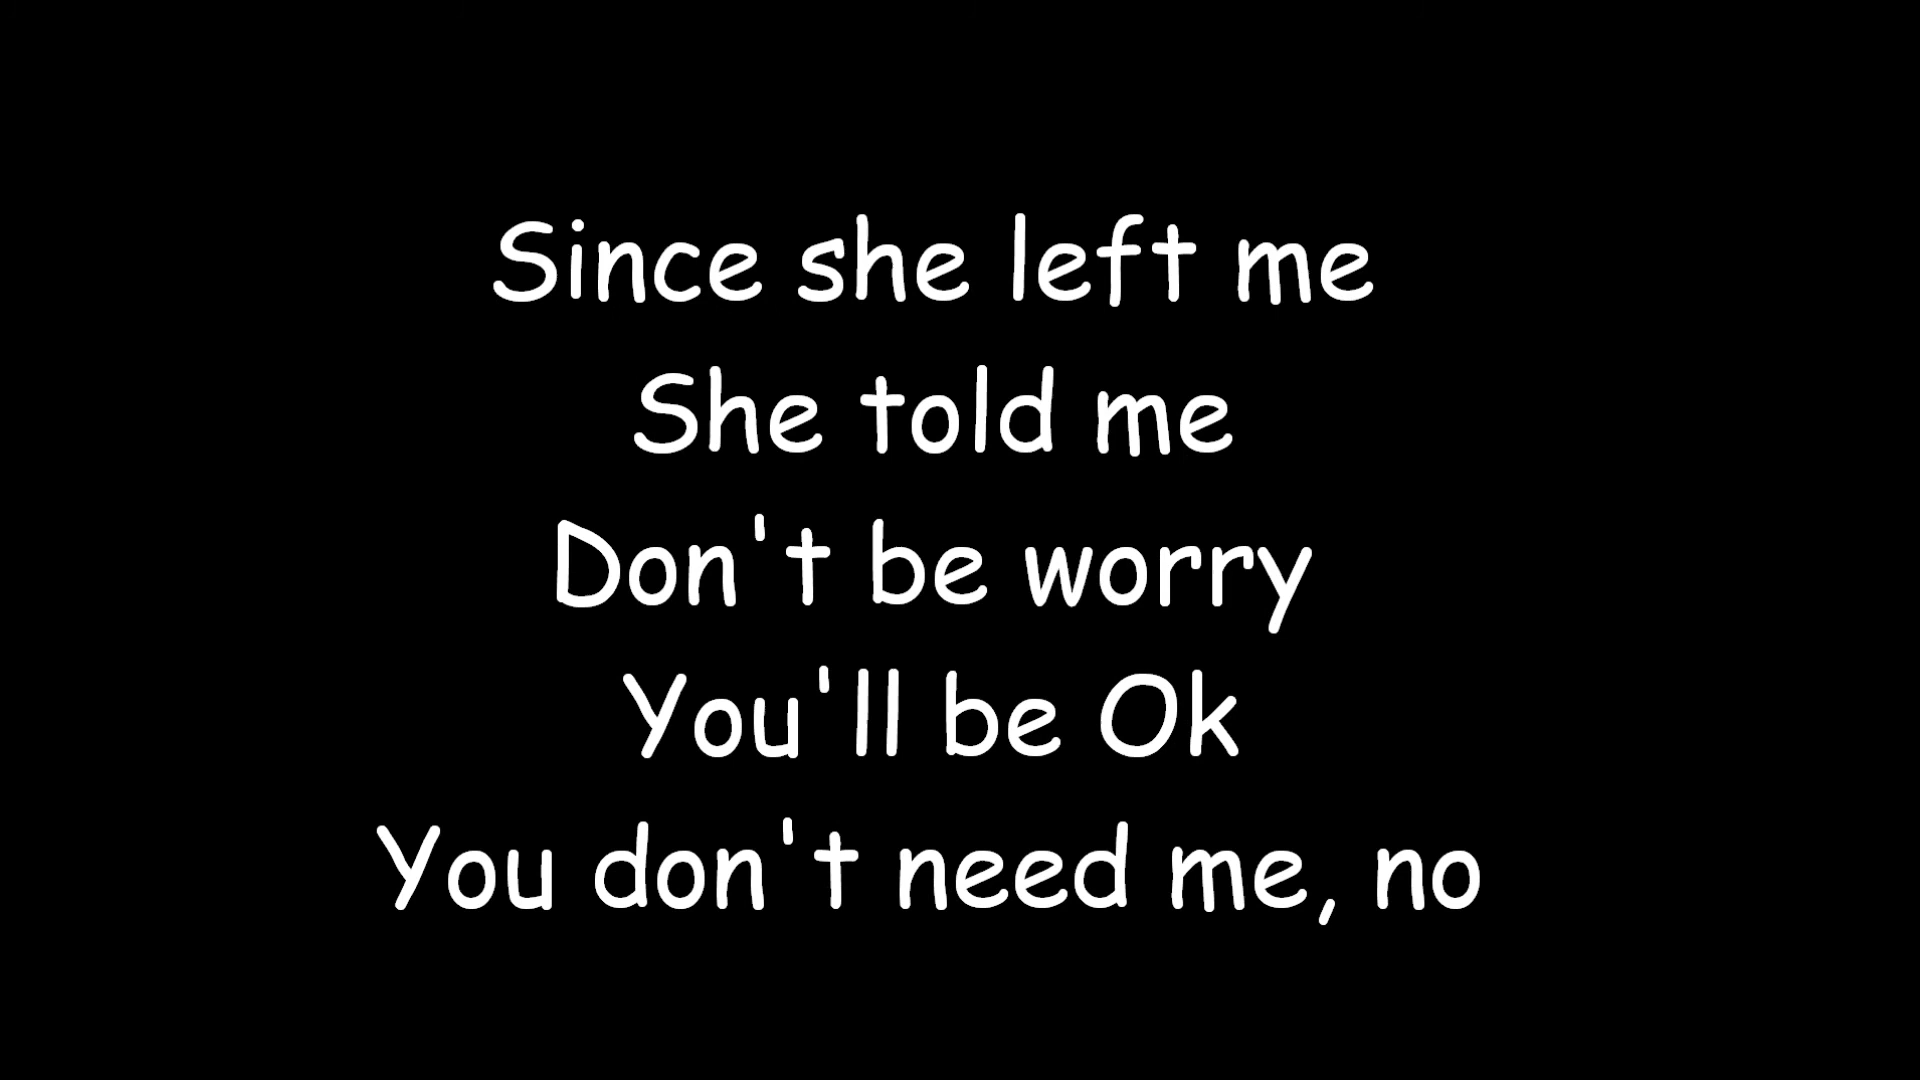 Since she left me
She told me
Don't be worry
You'll be Ok
You don't need me, no